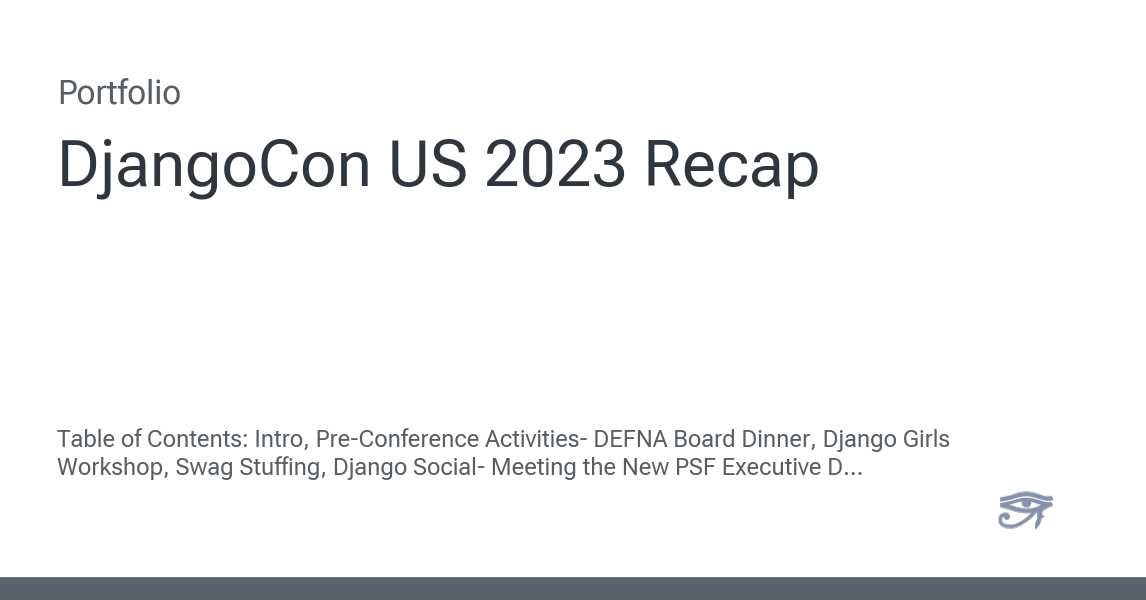 Portfolio
DjangoCon US 2023 Recap
Table of Contents: Intro, Pre-Conference Activities- DEFNA Board Dinner, Django Girls
Workshop, Swag Stuffing, Django Social- Meeting the New PSF Executive D...